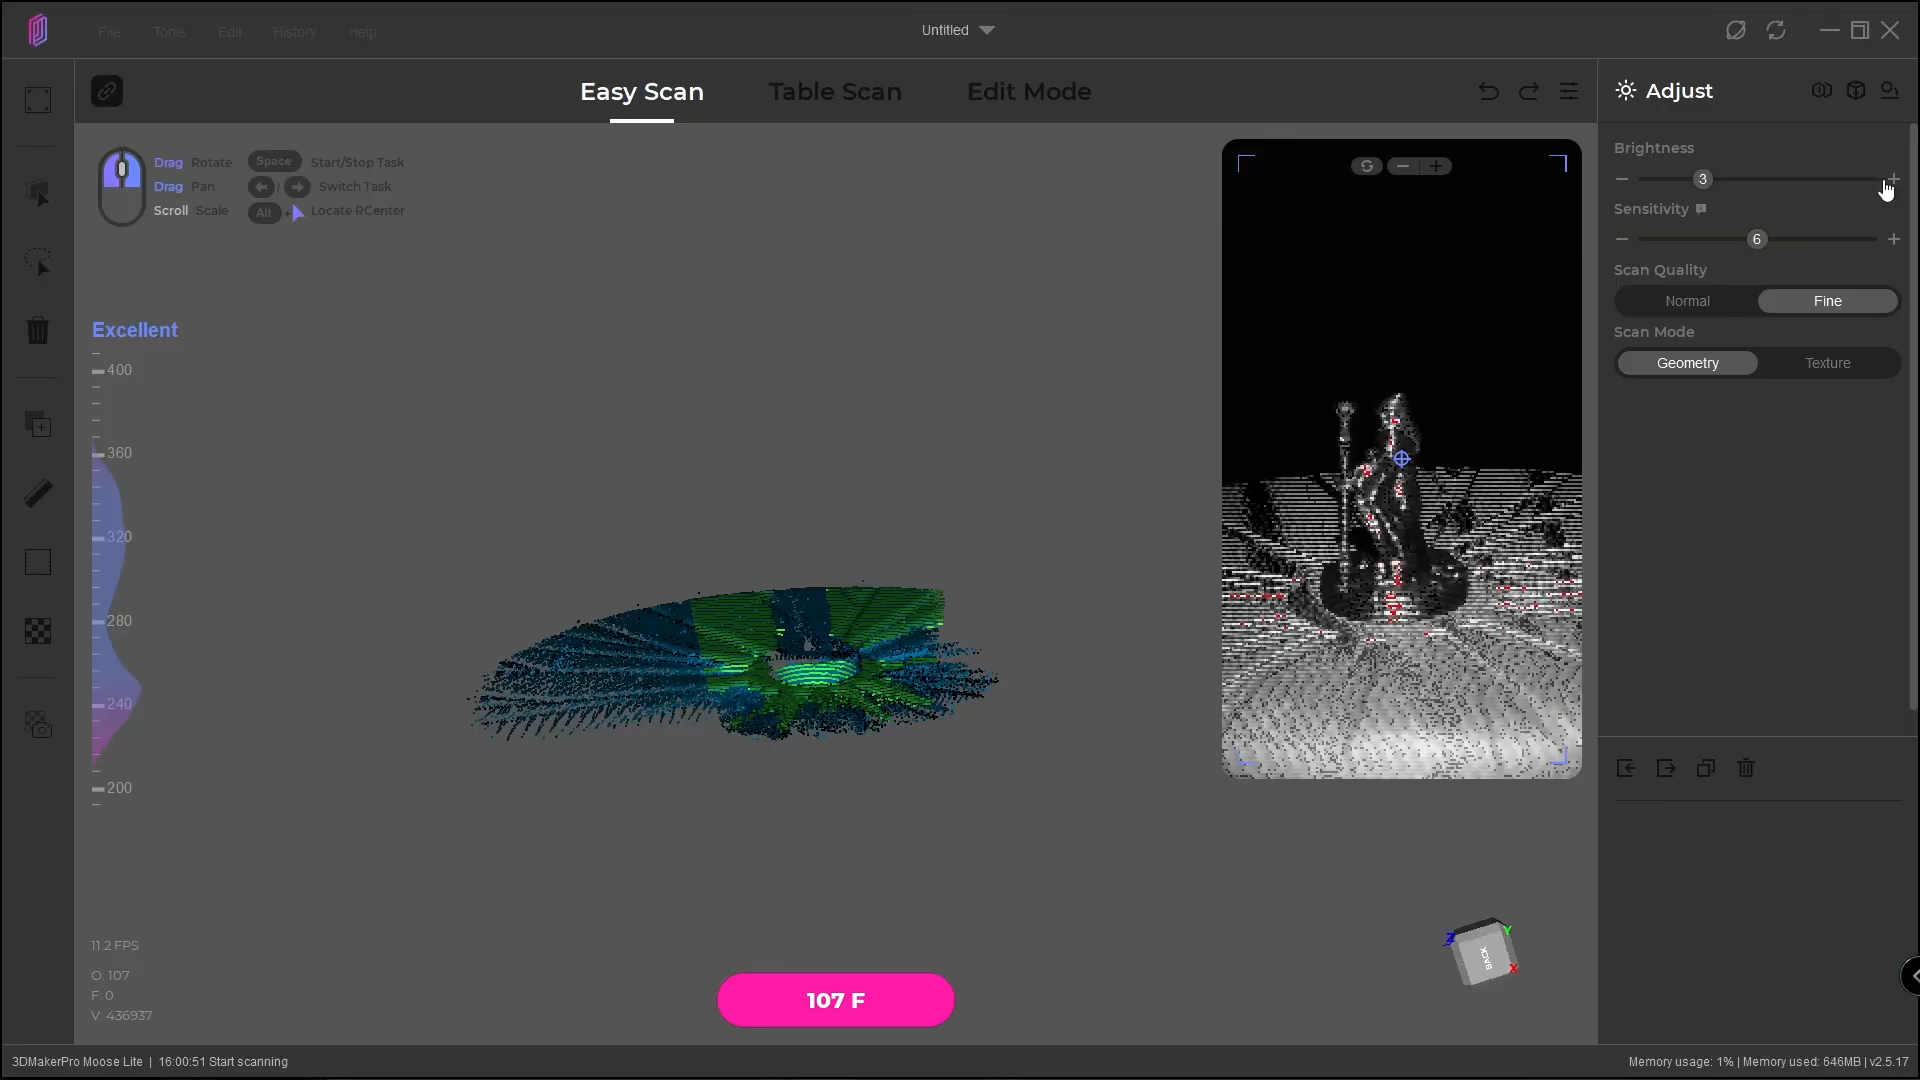 File Tools Edit History Help
Untitled
Easy Scan Table Scan Edit Mode
Adjust
Drag Rotate Space Start/Stop Task
Drag Pan / Switch Task
Scroll Scale Alt + Locate RCenter
Brightness
3
Sensitivity
6
Scan Quality
Normal Fine
Scan Mode
Geometry Texture
Excellent
400
360
320
280
240
200
11.2 FPS
O: 107
F: 0
V: 436937
107 F
Z Y X
BACK
3DMakerPro Moose Lite | 16:00:51 Start scanning
Memory usage: 1% | Memory used: 646MB | v2.5.17